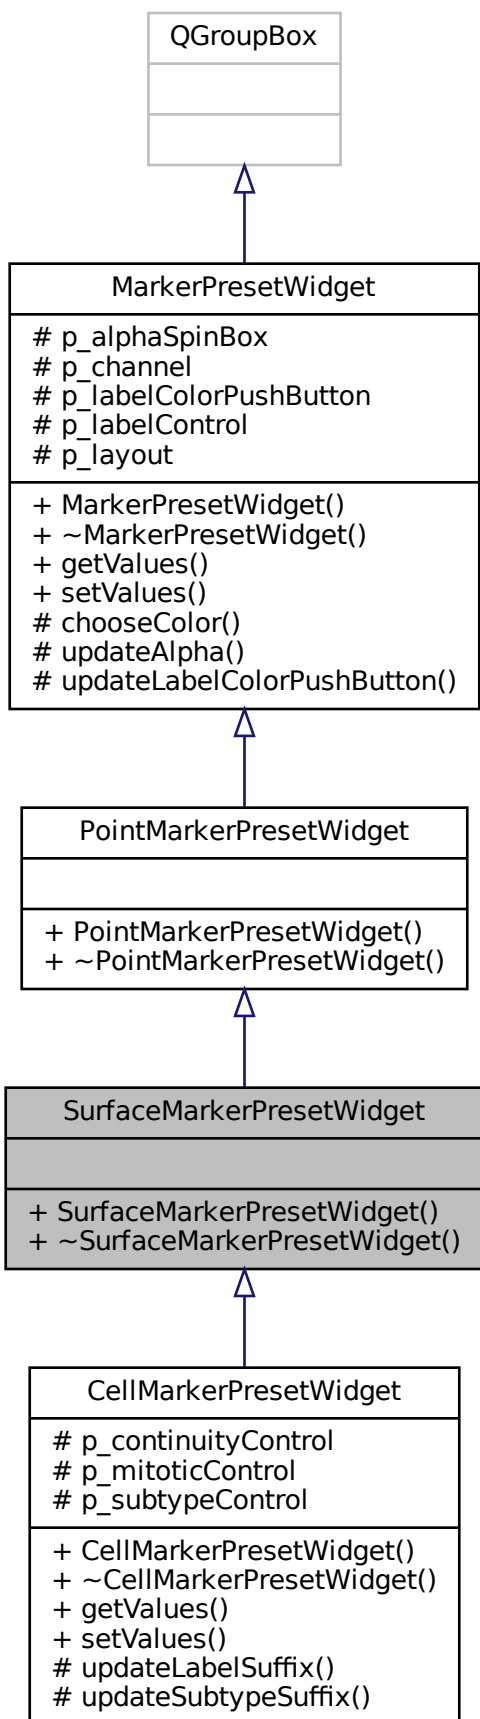 QGroupBox
MarkerPresetWidget
# p_alphaSpinBox
# p_channel
# p_labelColorPushButton
# p_labelControl
# p_layout
+ MarkerPresetWidget()
+ ~MarkerPresetWidget()
+ getValues()
+ setValues()
# chooseColor()
# updateAlpha()
# updateLabelColorPushButton()
PointMarkerPresetWidget
+ PointMarkerPresetWidget()
+ ~PointMarkerPresetWidget()
SurfaceMarkerPresetWidget
+ SurfaceMarkerPresetWidget()
+ ~SurfaceMarkerPresetWidget()
CellMarkerPresetWidget
# p_continuityControl
# p_mitoticControl
# p_subtypeControl
+ CellMarkerPresetWidget()
+ ~CellMarkerPresetWidget()
+ getValues()
+ setValues()
# updateLabelSuffix()
# updateSubtypeSuffix()